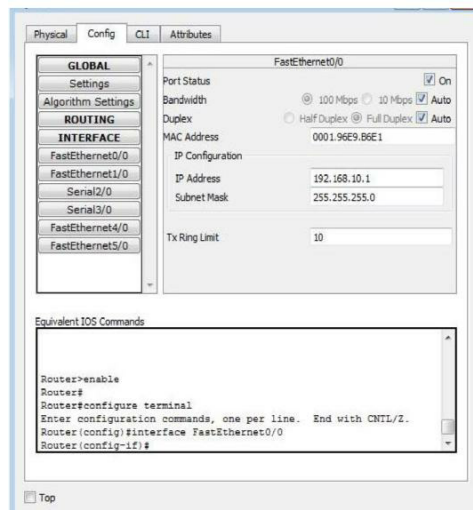 Physical Config CLI Attributes
GLOBAL
Settings
Algorithm Settings
ROUTING
INTERFACE
FastEthernet0/0
FastEthernet1/0
Serial2/0
Serial3/0
FastEthernet4/0
FastEthernet5/0
FastEthernet0/0
Port Status On
Bandwidth 100 Mbps 10 Mbps Auto
Duplex Half Duplex Full Duplex Auto
MAC Address 0001.96E9.B6E1
IP Configuration
IP Address 192.168.10.1
Subnet Mask 255.255.255.0
Tx Ring Limit 10
Equivalent IOS Commands
Router>enable
Router#
Router#configure terminal
Enter configuration commands, one per line. End with CNTL/Z.
Router(config)#interface FastEthernet0/0
Router(config-if)#
Top